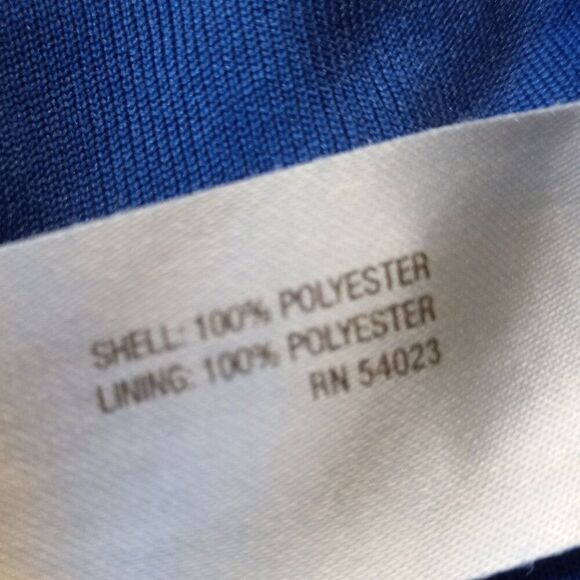 SHELL: 100% POLYESTER
LINING: 100% POLYESTER
RN 54023